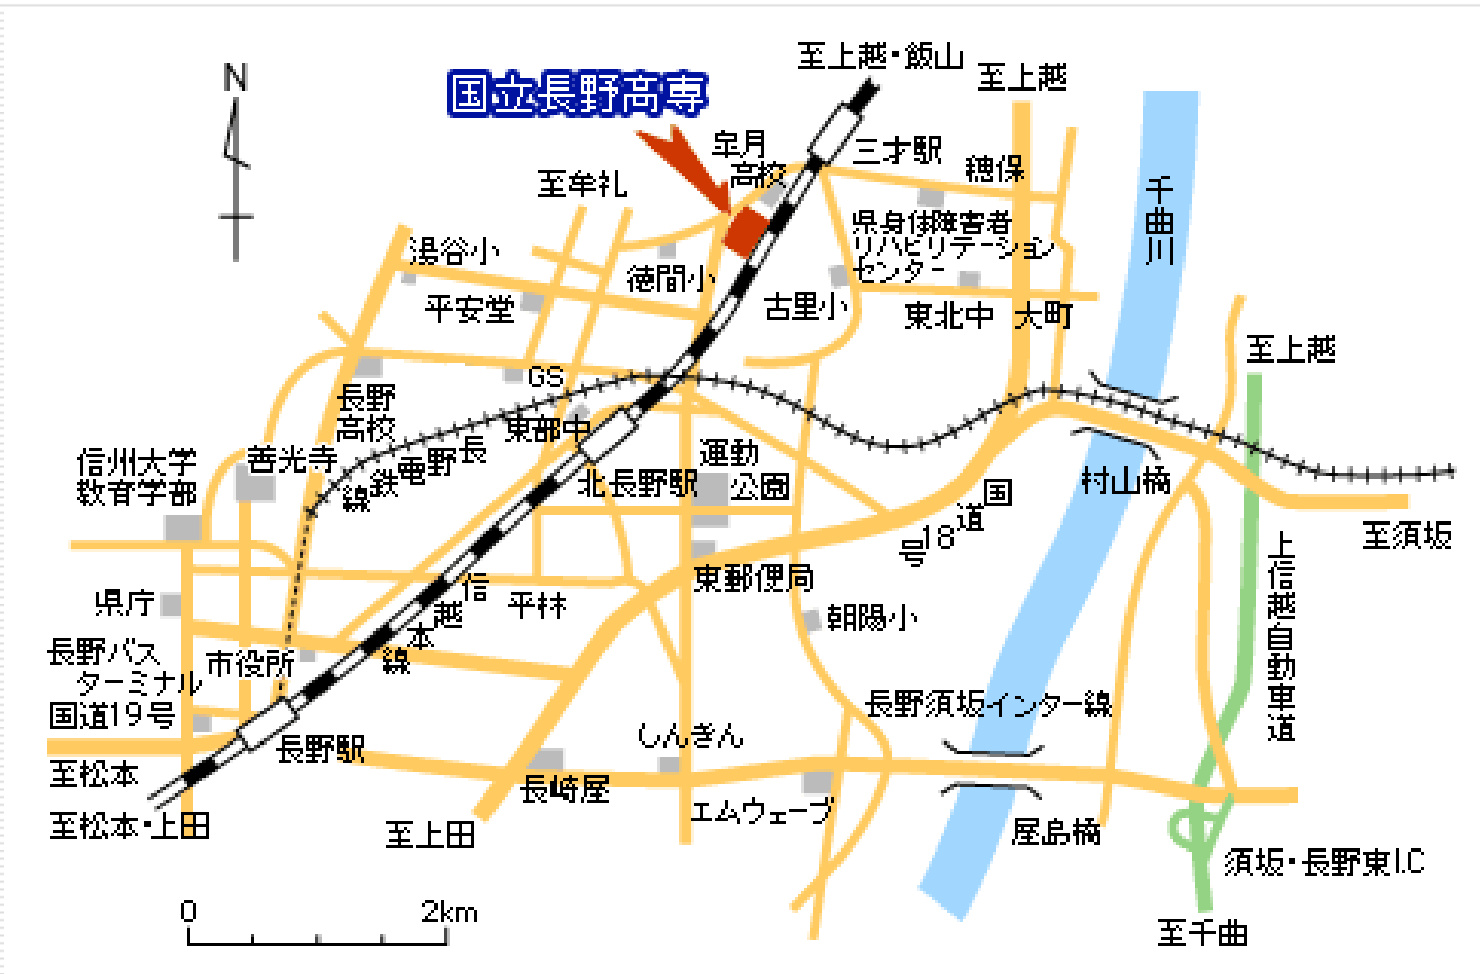 至上越・飯山
N
国立長野高専
至上越
皐月
高校
三才駅
穂保
至牟礼
千曲川
県身体障害者
リハビリテーション
センター
湯谷小
徳間小
平安堂
古里小
東北中
大町
至上越
GS
長野
高校
東部中
長野電鉄線
信州大学
教育学部
善光寺
運動
公園
北長野駅
村山橋
国道18号
至須坂
上信越自動車道
東郵便局
県庁
平林
信越本線
朝陽小
長野バス
ターミナル
市役所
国道19号
長野須坂インター線
長野駅
しんきん
至松本
長崎屋
エムウェーブ
至松本・上田
至上田
屋島橋
須坂・長野東I.C
0
2km
至千曲